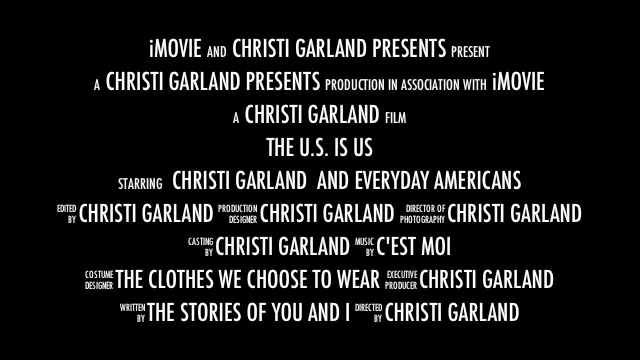 iMOVIE AND CHRISTI GARLAND PRESENTS PRESENT
A CHRISTI GARLAND PRESENTS PRODUCTION IN ASSOCIATION WITH iMOVIE
A CHRISTI GARLAND FILM
THE U.S. IS US
STARRING CHRISTI GARLAND AND EVERYDAY AMERICANS
EDITED BY CHRISTI GARLAND PRODUCTION DESIGNER CHRISTI GARLAND DIRECTOR OF PHOTOGRAPHY CHRISTI GARLAND
CASTING BY CHRISTI GARLAND MUSIC BY C'EST MOI
COSTUME DESIGNER THE CLOTHES WE CHOOSE TO WEAR EXECUTIVE PRODUCER CHRISTI GARLAND
WRITTEN BY THE STORIES OF YOU AND I DIRECTED BY CHRISTI GARLAND